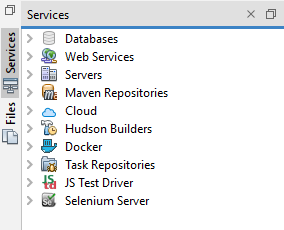 Services
Services
Files
Databases
Web Services
Servers
Maven Repositories
Cloud
Hudson Builders
Docker
Task Repositories
JS Test Driver
Selenium Server